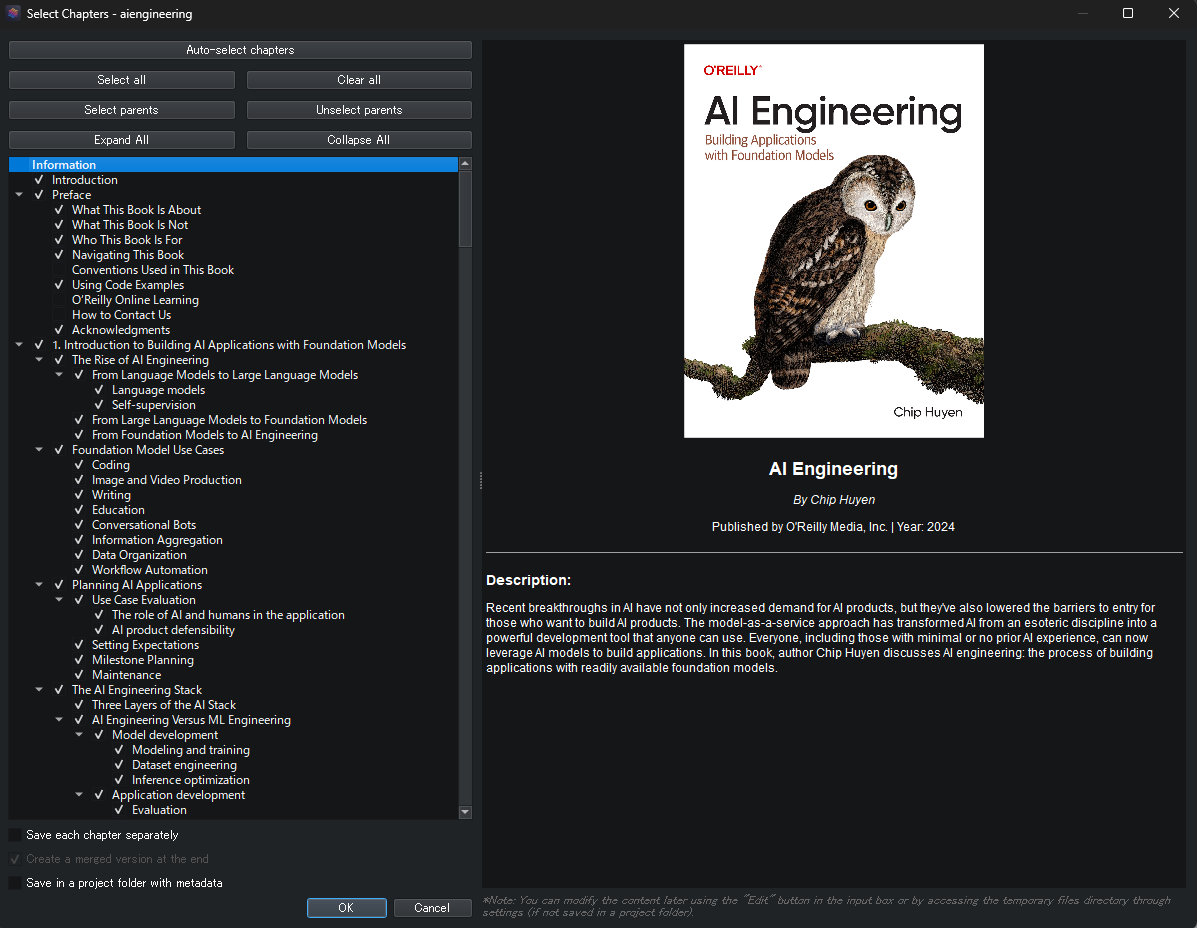 Select Chapters - aiengineering
Auto-select chapters
Select all
Clear all
Select parents
Unselect parents
Expand All
Collapse All
Information
Introduction
Preface
What This Book Is About
What This Book Is Not
Who This Book Is For
Navigating This Book
Conventions Used in This Book
Using Code Examples
O'Reilly Online Learning
How to Contact Us
Acknowledgments
1. Introduction to Building AI Applications with Foundation Models
The Rise of AI Engineering
From Language Models to Large Language Models
Language models
Self-supervision
From Large Language Models to Foundation Models
From Foundation Models to AI Engineering
Foundation Model Use Cases
Coding
Image and Video Production
Writing
Education
Conversational Bots
Information Aggregation
Data Organization
Workflow Automation
Planning AI Applications
Use Case Evaluation
The role of AI and humans in the application
AI product defensibility
Setting Expectations
Milestone Planning
Maintenance
The AI Engineering Stack
Three Layers of the AI Stack
AI Engineering Versus ML Engineering
Model development
Modeling and training
Dataset engineering
Inference optimization
Application development
Evaluation
Save each chapter separately
Create a merged version at the end
Save in a project folder with metadata
OK
Cancel
O'REILLY®
AI Engineering
Building Applications
with Foundation Models
Chip Huyen
AI Engineering
By Chip Huyen
Published by O'Reilly Media, Inc. | Year: 2024
Description:
Recent breakthroughs in AI have not only increased demand for AI products, but they've also lowered the barriers to entry for
those who want to build AI products. The model-as-a-service approach has transformed AI from an esoteric discipline into a
powerful development tool that anyone can use. Everyone, including those with minimal or no prior AI experience, can now
leverage AI models to build applications. In this book, author Chip Huyen discusses AI engineering: the process of building
applications with readily available foundation models.
*Note: You can modify the content later using the "Edit" button in the input box or by accessing the temporary files directory through
settings (if not saved in a project folder).